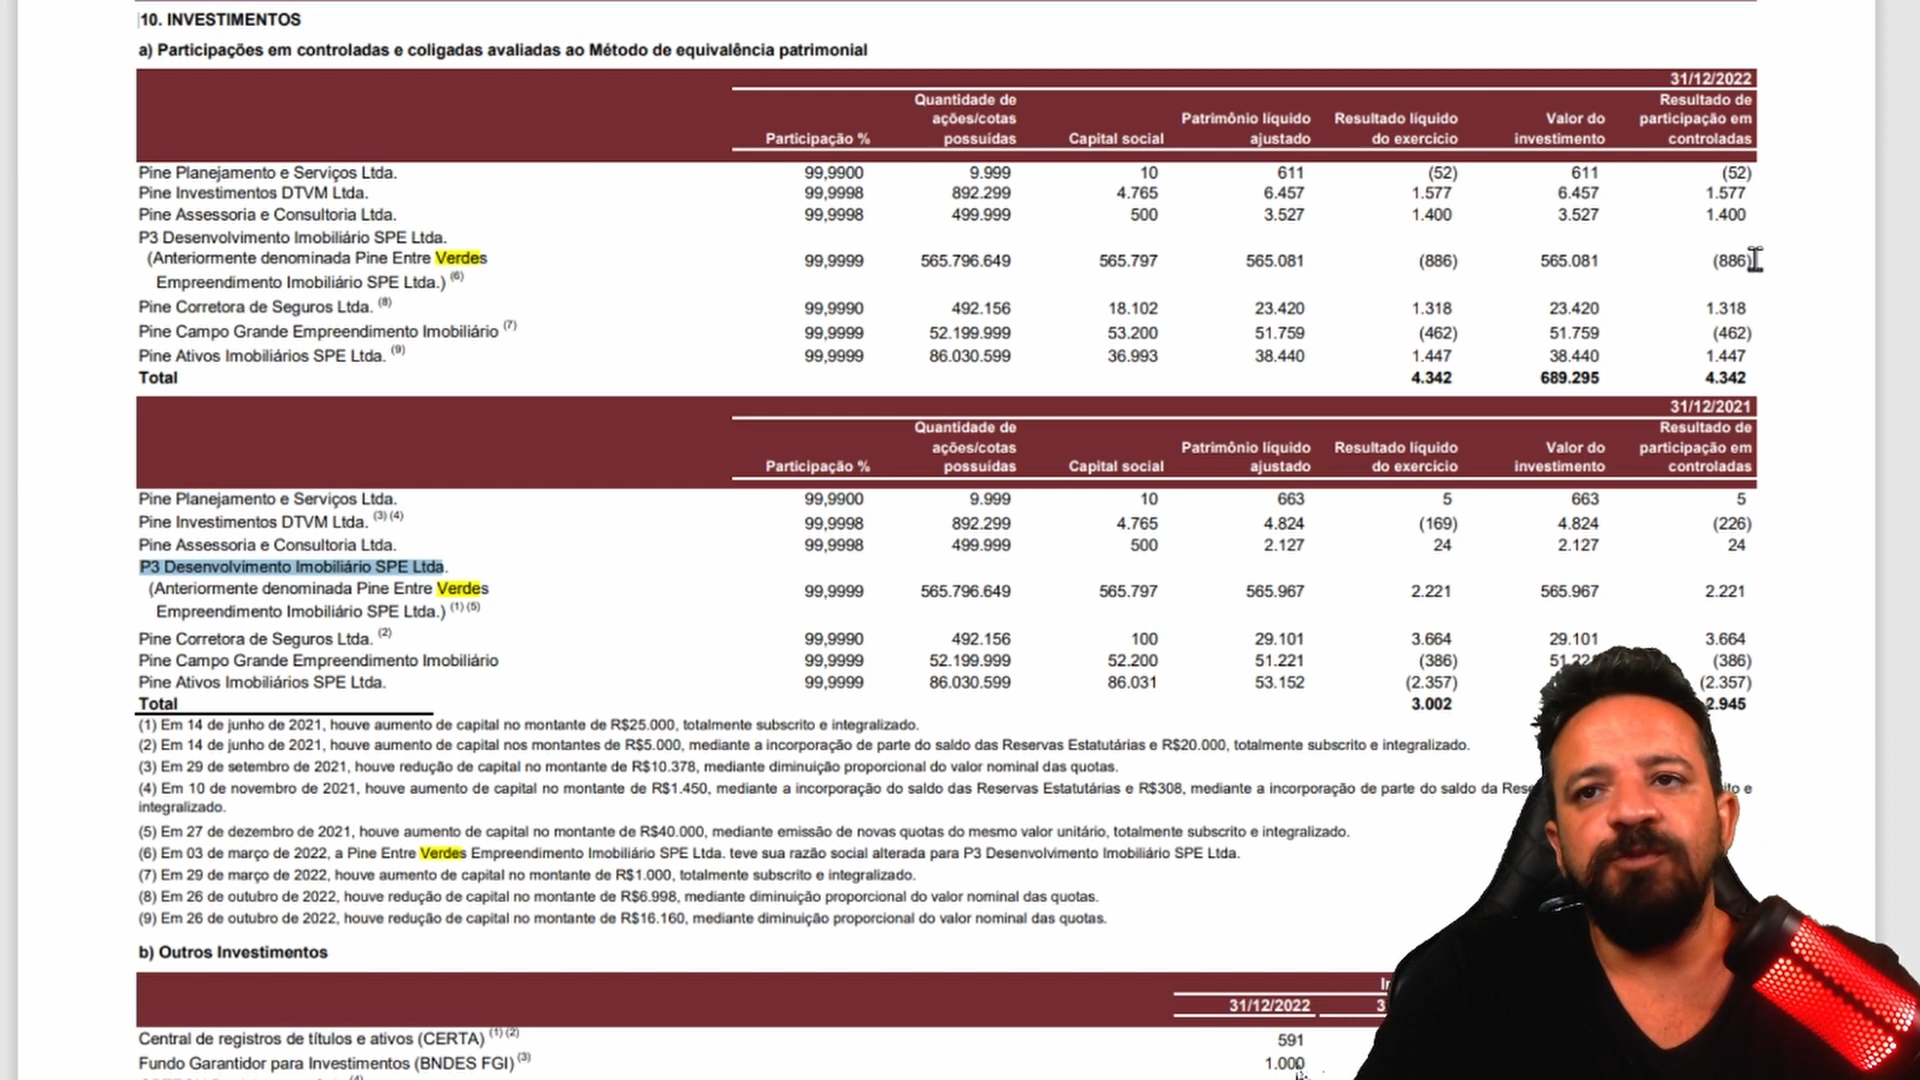 10. INVESTIMENTOS
a) Participações em controladas e coligadas avaliadas ao Método de equivalência patrimonial
31/12/2022
Participação % Quantidade de ações/cotas possuídas Capital social Patrimônio líquido ajustado Resultado líquido do exercício Valor do investimento Resultado de participação em controladas
Pine Planejamento e Serviços Ltda. 99,9900 9.999 10 611 (52) 611 (52)
Pine Investimentos DTVM Ltda. 99,9998 892.299 4.765 6.457 1.577 6.457 1.577
Pine Assessoria e Consultoria Ltda. 99,9998 499.999 500 3.527 1.400 3.527 1.400
P3 Desenvolvimento Imobiliário SPE Ltda.
(Anteriormente denominada Pine Entre Verdes 99,9999 565.796.649 565.797 565.081 (886) 565.081 (886)
Empreendimento Imobiliário SPE Ltda.) (6)
Pine Corretora de Seguros Ltda. (8) 99,9990 492.156 18.102 23.420 1.318 23.420 1.318
Pine Campo Grande Empreendimento Imobiliário (7) 99,9999 52.199.999 53.200 51.759 (462) 51.759 (462)
Pine Ativos Imobiliários SPE Ltda. (9) 99,9999 86.030.599 36.993 38.440 1.447 38.440 1.447
Total 4.342 689.295 4.342
31/12/2021
Participação % Quantidade de ações/cotas possuídas Capital social Patrimônio líquido ajustado Resultado líquido do exercício Valor do investimento Resultado de participação em controladas
Pine Planejamento e Serviços Ltda. 99,9900 9.999 10 663 5 663 5
Pine Investimentos DTVM Ltda. (3) (4) 99,9998 892.299 4.765 4.824 (169) 4.824 (226)
Pine Assessoria e Consultoria Ltda. 99,9998 499.999 500 2.127 24 2.127 24
P3 Desenvolvimento Imobiliário SPE Ltda.
(Anteriormente denominada Pine Entre Verdes 99,9999 565.796.649 565.797 565.967 2.221 565.967 2.221
Empreendimento Imobiliário SPE Ltda.) (1) (5)
Pine Corretora de Seguros Ltda. (2) 99,9990 492.156 100 29.101 3.664 29.101 3.664
Pine Campo Grande Empreendimento Imobiliário 99,9999 52.199.999 52.200 51.221 (386) (386)
Pine Ativos Imobiliários SPE Ltda. 99,9999 86.030.599 86.031 53.152 (2.357) (2.357)
Total 3.002 2.945
(1) Em 14 de junho de 2021, houve aumento de capital no montante de R$25.000, totalmente subscrito e integralizado.
(2) Em 14 de junho de 2021, houve aumento de capital nos montantes de R$5.000, mediante a incorporação de parte do saldo das Reservas Estatutárias e R$20.000, totalmente subscrito e integralizado.
(3) Em 29 de setembro de 2021, houve redução de capital no montante de R$10.378, mediante diminuição proporcional do valor nominal das quotas.
(4) Em 10 de novembro de 2021, houve aumento de capital no montante de R$1.450, mediante a incorporação do saldo das Reservas Estatutárias e R$308, mediante a incorporação de parte do saldo da e
integralizado.
(5) Em 27 de dezembro de 2021, houve aumento de capital no montante de R$40.000, mediante emissão de novas quotas do mesmo valor unitário, totalmente subscrito e integralizado.
(6) Em 03 de março de 2022, a Pine Entre Verdes Empreendimento Imobiliário SPE Ltda. teve sua razão social alterada para P3 Desenvolvimento Imobiliário SPE Ltda.
(7) Em 29 de março de 2022, houve aumento de capital no montante de R$1.000, totalmente subscrito e integralizado.
(8) Em 26 de outubro de 2022, houve redução de capital no montante de R$6.998, mediante diminuição proporcional do valor nominal das quotas.
(9) Em 26 de outubro de 2022, houve redução de capital no montante de R$16.160, mediante diminuição proporcional do valor nominal das quotas.
b) Outros Investimentos
31/12/2022
Central de registros de títulos e ativos (CERTA) (1) (2) 591
Fundo Garantidor para Investimentos (BNDES FGI) (3) 1.000